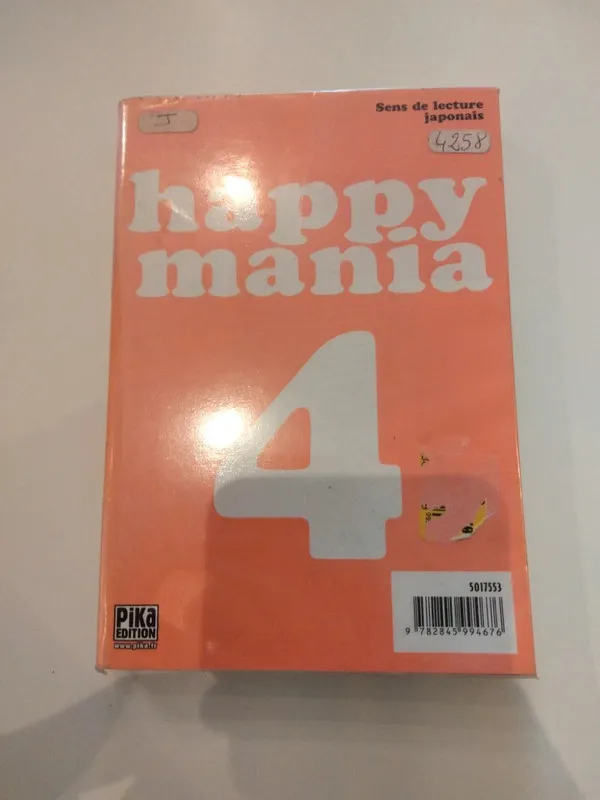 J
Sens de lecture
japonais
4258
happy
mania
4
5017553
9 782845 994676
PiKa
EDITION
www.pika.fr